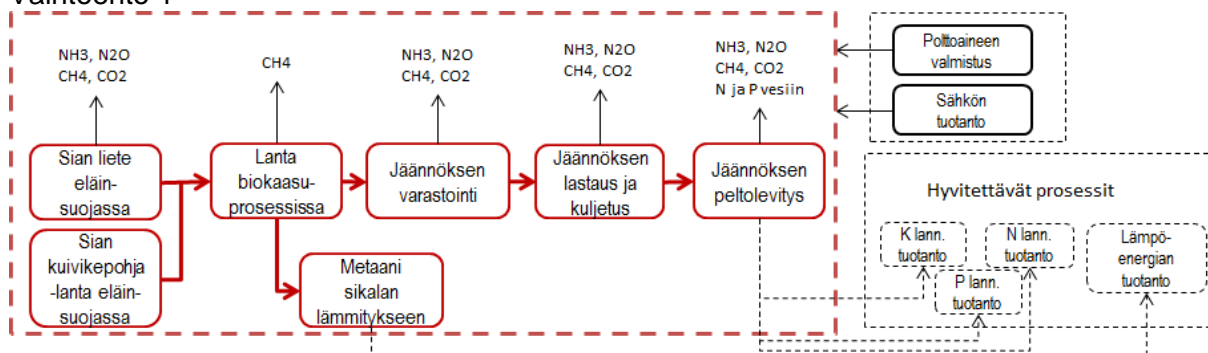 NH3, N2O
CH4, CO2
CH4
NH3, N2O
CH4, CO2
NH3, N2O
CH4, CO2
NH3, N2O
CH4, CO2
N ja P vesiin
Polttoaineen
valmistus
Sähkön
tuotanto
Sian liete
eläin-
suojassa
Lanta
biokaasu-
prosessissa
Jäännöksen
varastointi
Jäännöksen
lastaus ja
kuljetus
Jäännöksen
peltolevitys
Sian
kuivikepohja
-lanta eläin-
suojassa
Metaani
sikalan
lämmitykseen
Hyvitettävät prosessit
K lann.
tuotanto
N lann.
tuotanto
P lann.
tuotanto
Lämpö-
energian
tuotanto